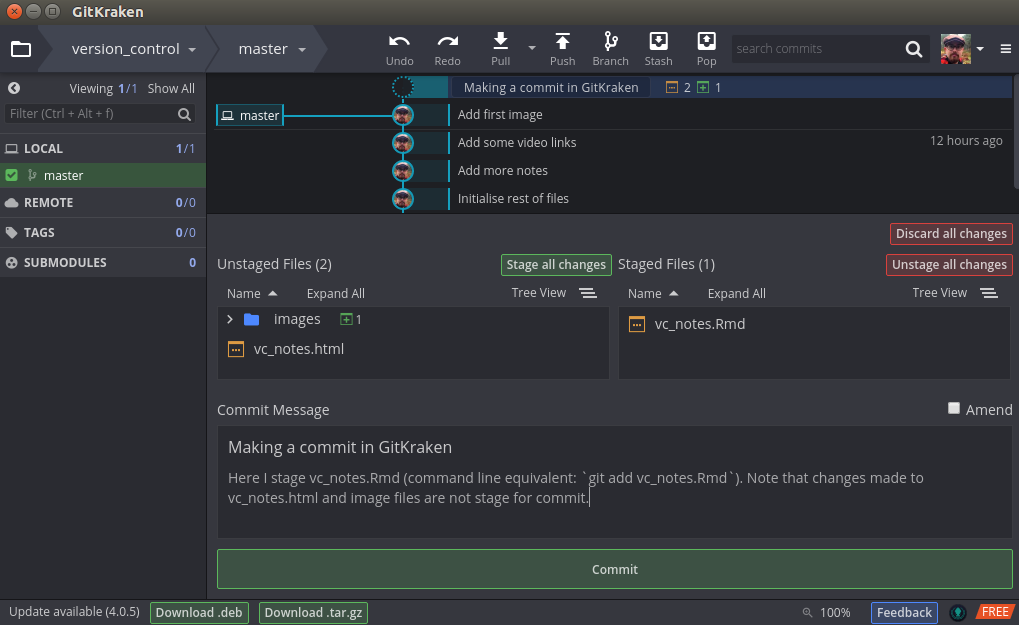 GitKraken
version_control
master
Undo
Redo
Pull
Push
Branch
Stash
Pop
search commits
Viewing 1/1 Show All
Filter (Ctrl + Alt + f)
LOCAL 1/1
master
REMOTE 0/0
TAGS 0/0
SUBMODULES 0
Making a commit in GitKraken 2 1
master Add first image
Add some video links 12 hours ago
Add more notes
Initialise rest of files
Discard all changes
Unstaged Files (2) Stage all changes
Name Expand All Tree View
images 1
vc_notes.html
Staged Files (1) Unstage all changes
Name Expand All Tree View
vc_notes.Rmd
Commit Message Amend
Making a commit in GitKraken
Here I stage vc_notes.Rmd (command line equivalent: `git add vc_notes.Rmd`). Note that changes made to
vc_notes.html and image files are not stage for commit.
Commit
Update available (4.0.5) Download .deb Download .tar.gz 100% Feedback FREE